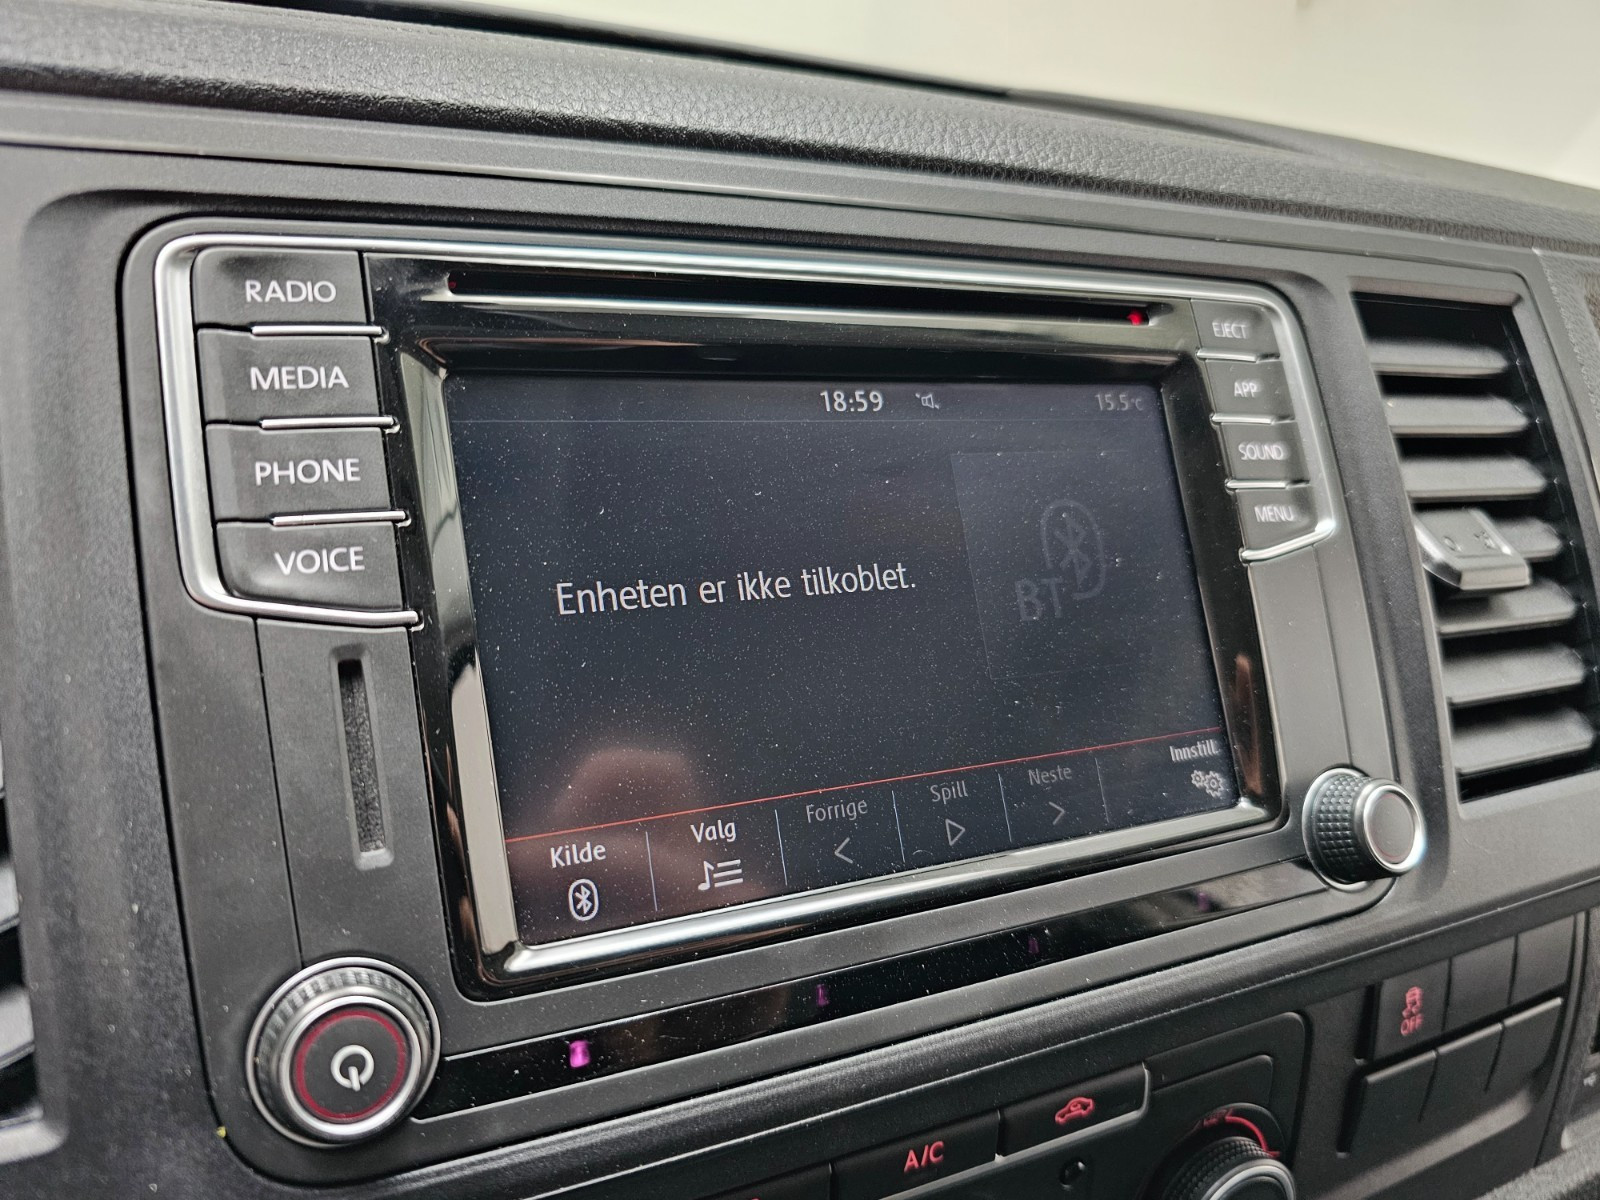 RADIO
MEDIA
PHONE
VOICE
EJECT
APP
SOUND
MENU
18:59
15.5°C
Enheten er ikke tilkoblet.
BT
Kilde
Valg
Forrige
Spill
Neste
Innstill.
OFF
A/C